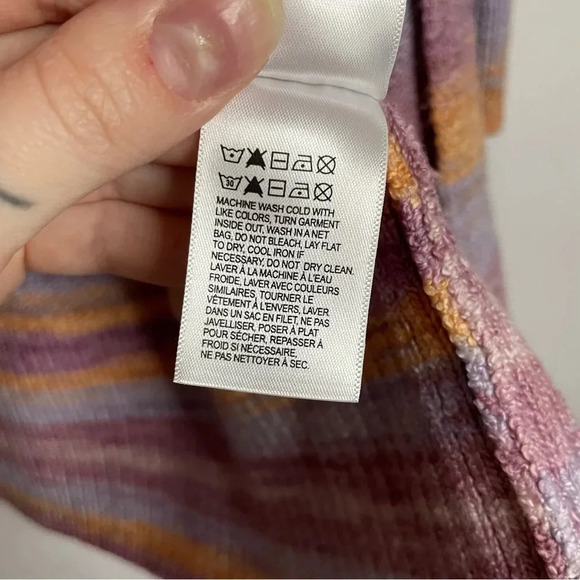 30
MACHINE WASH COLD WITH
LIKE COLORS, TURN GARMENT
INSIDE OUT, WASH IN A NET
BAG, DO NOT BLEACH, LAY FLAT
TO DRY, COOL IRON IF
NECESSARY, DO NOT DRY CLEAN.
LAVER À LA MACHINE À L'EAU
FROIDE, LAVER AVEC COULEURS
SIMILAIRES, TOURNER LE
VÊTEMENT À L'ENVERS, LAVER
DANS UN SAC EN FILET, NE PAS
JAVELLISER, POSER À PLAT
POUR SÉCHER, REPASSER À
FROID SI NÉCESSAIRE,
NE PAS NETTOYER À SEC.